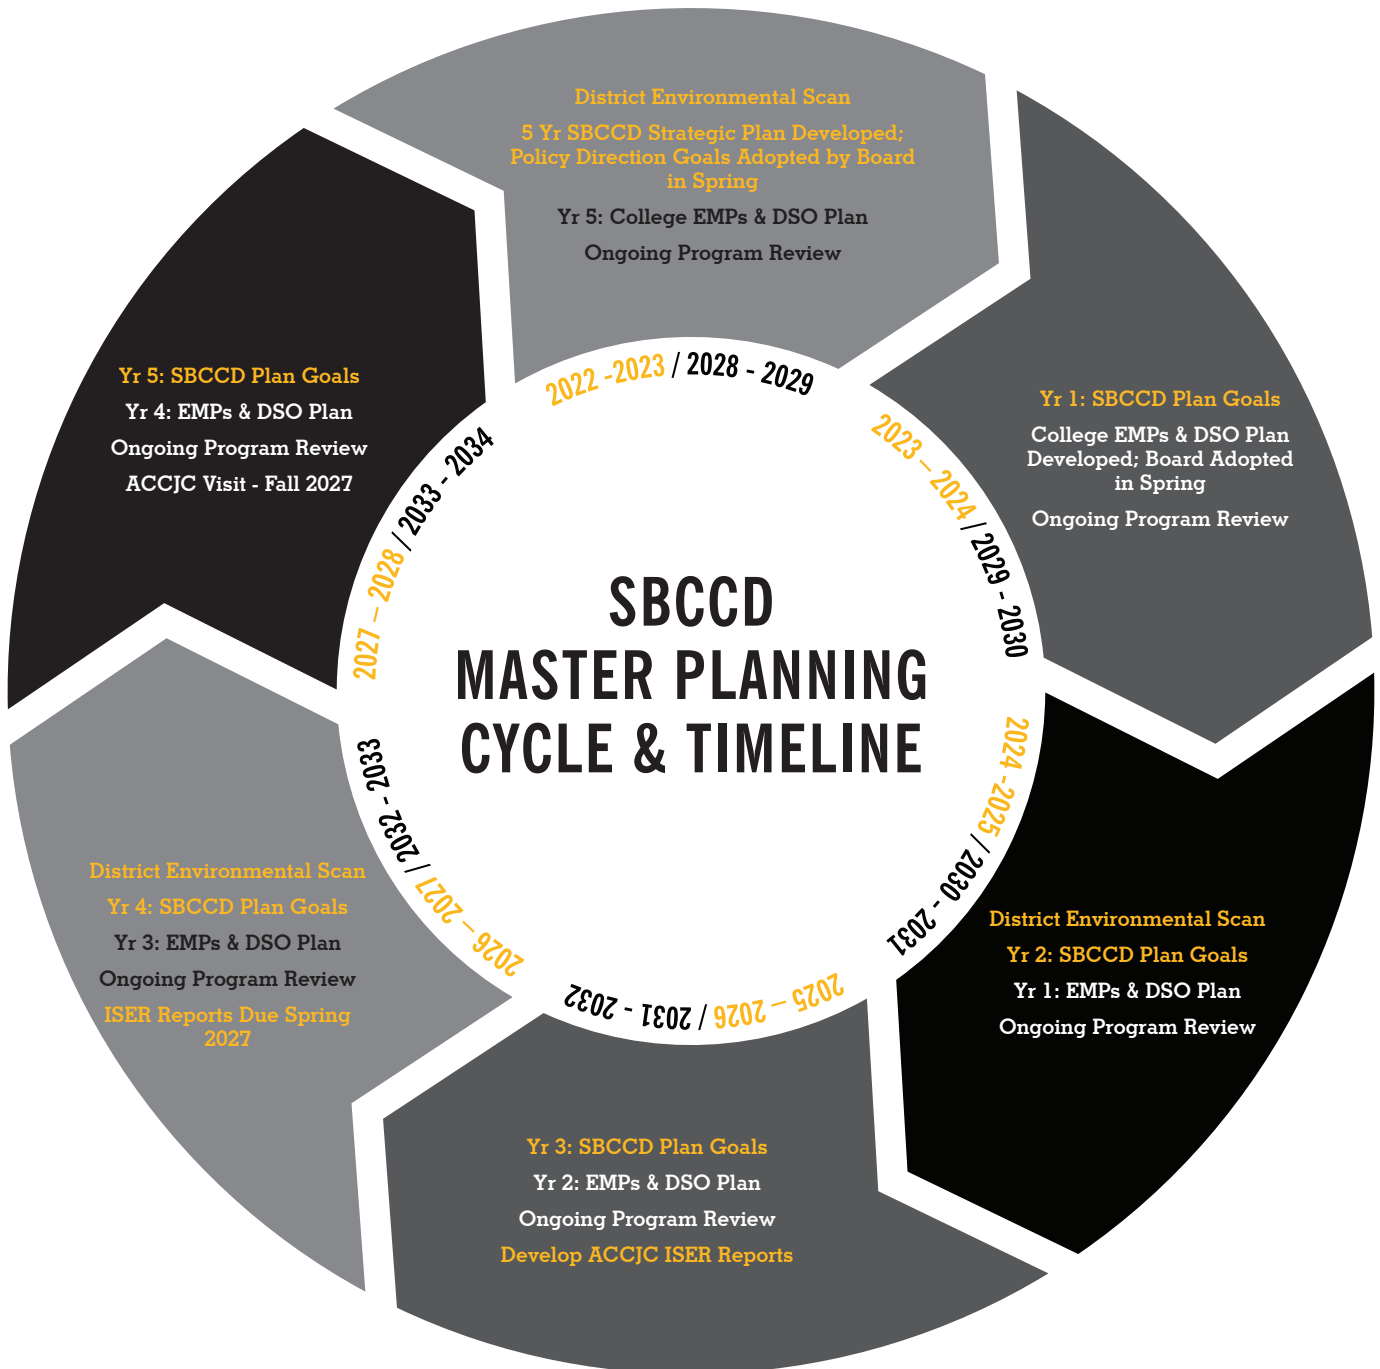 District Environmental Scan
5 Yr SBCCD Strategic Plan Developed;
Policy Direction Goals Adopted by Board
in Spring
Yr 5: College EMPs & DSO Plan
Ongoing Program Review
2022 -2023 / 2028 - 2029
Yr 1: SBCCD Plan Goals
College EMPs & DSO Plan
Developed; Board Adopted
in Spring
Ongoing Program Review
2023 – 2024 / 2029 - 2030
District Environmental Scan
Yr 2: SBCCD Plan Goals
Yr 1: EMPs & DSO Plan
Ongoing Program Review
2024 -2025 / 2030 - 2031
Yr 3: SBCCD Plan Goals
Yr 2: EMPs & DSO Plan
Ongoing Program Review
Develop ACCJC ISER Reports
2025 – 2026 / 2031 - 2032
District Environmental Scan
Yr 4: SBCCD Plan Goals
Yr 3: EMPs & DSO Plan
Ongoing Program Review
ISER Reports Due Spring
2027
2026 – 2027 / 2032 - 2033
Yr 5: SBCCD Plan Goals
Yr 4: EMPs & DSO Plan
Ongoing Program Review
ACCJC Visit - Fall 2027
2027 – 2028 / 2033 - 2034
SBCCD
MASTER PLANNING
CYCLE & TIMELINE